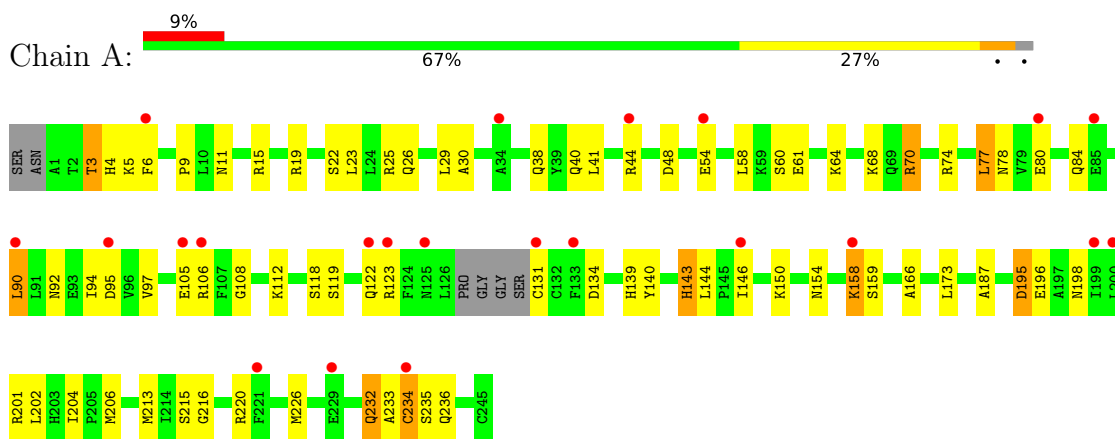 9%
Chain A:
67% 27% • •
SER ASN A1 T2 T3 H4 K5 F6 P9 L10 N11 R15 R19 S22 L23 L24 R25 Q26 L29 A30 A34 Q38 Y39 Q40 L41 R44 D48 E54 L58 K59 S60 E61 K64 K68 Q69 R70 R74 L77 N78 V79 E80 Q84 E85
L90 L91 N92 E93 I94 D95 V96 V97 E105 R106 F107 G108 K112 S118 S119 Q122 R123 F124 N125 L126 PRD GLY GLY SER C131 C132 F133 D134 H139 Y140 H143 L144 P145 I146 K150 N154 K158 S159 A166 L173 A187 D195 E196 A197 N198 I199 L200
R201 L202 H203 I204 P205 M206 M213 I214 S215 G216 R220 F221 M226 E229 Q232 A233 C234 S235 Q236 C245